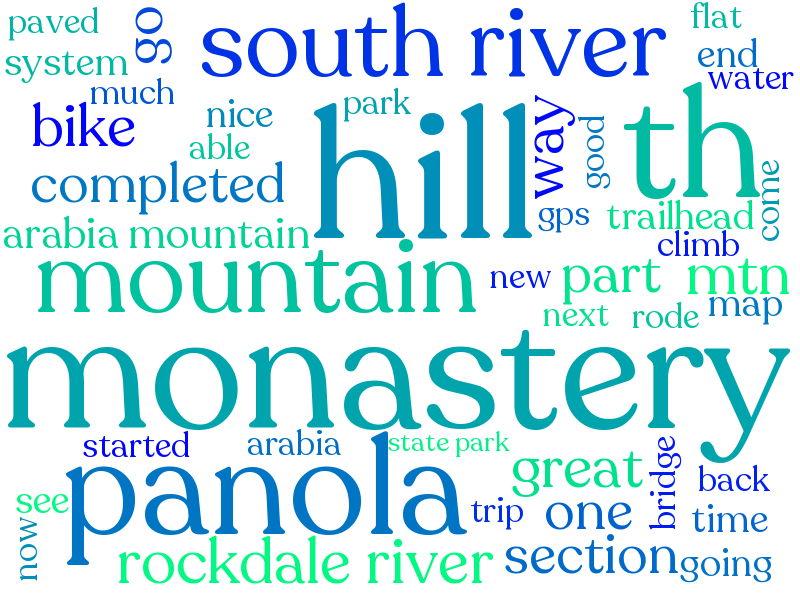 paved
go
south river
flat
system
end
water
much
bike
nice
park
hill
way
good
th
able
completed
come
gps
trailhead
arabia mountain
climb
mountain
new
part
mtn
next
rode
map
monastery
started
arabia
state park
great
bridge
back
see
panola
trip
one
time
now
rockdale river
section
going